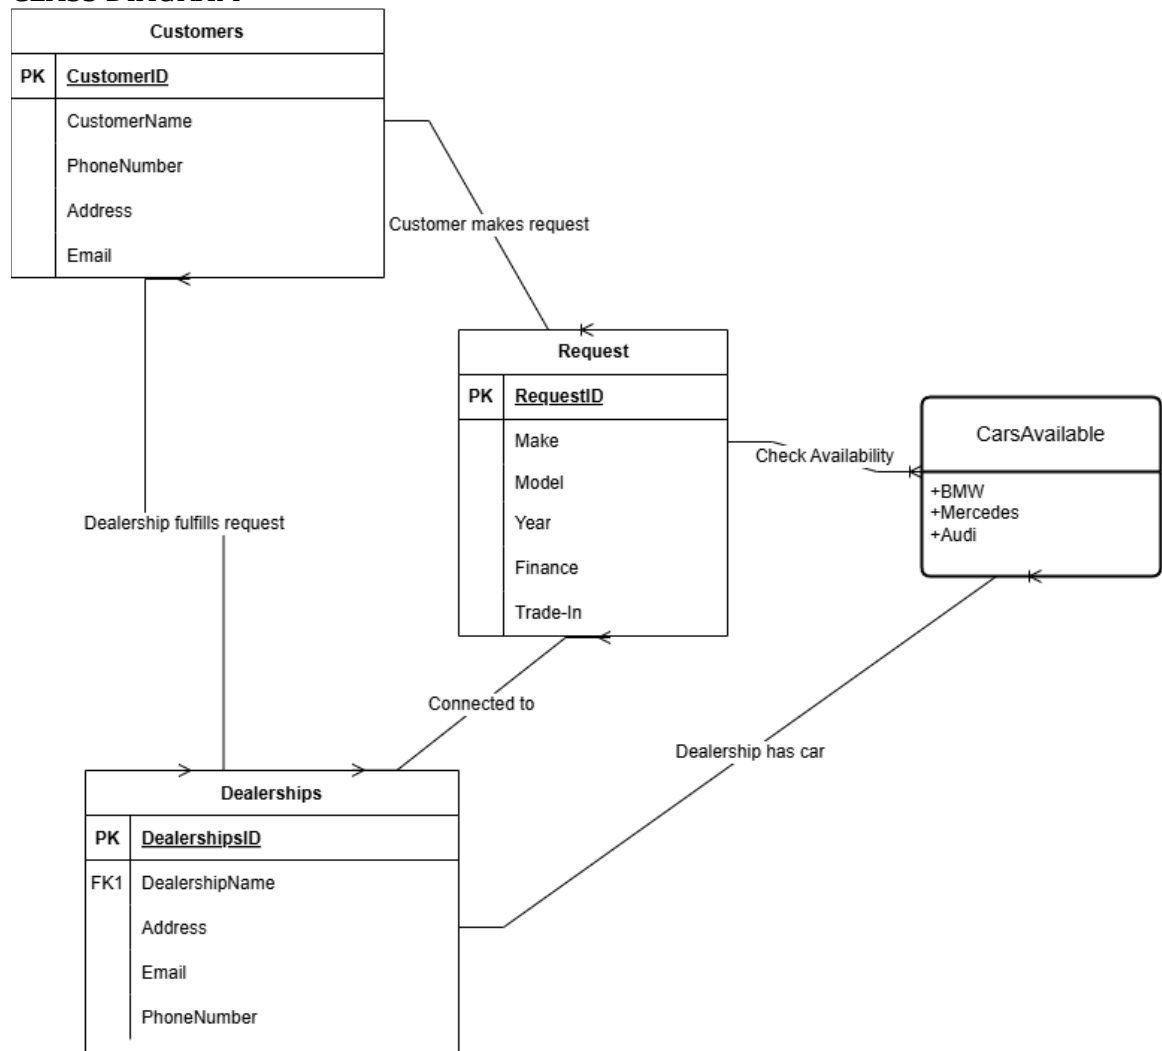 CLASS DIAGRAM
Customers
PK CustomerID
CustomerName
PhoneNumber
Address
Email
Customer makes request
Request
PK RequestID
Make
Model
Year
Finance
Trade-In
Check Availability
CarsAvailable
+BMW
+Mercedes
+Audi
Dealership fulfills request
Connected to
Dealership has car
Dealerships
PK DealershipsID
FK1 DealershipName
Address
Email
PhoneNumber